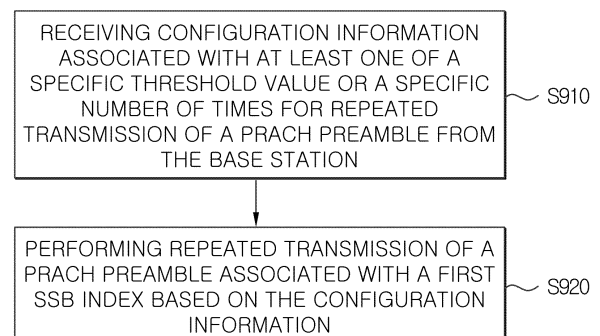 RECEIVING CONFIGURATION INFORMATION
ASSOCIATED WITH AT LEAST ONE OF A
SPECIFIC THRESHOLD VALUE OR A SPECIFIC
NUMBER OF TIMES FOR REPEATED
TRANSMISSION OF A PRACH PREAMBLE FROM
THE BASE STATION
S910
PERFORMING REPEATED TRANSMISSION OF A
PRACH PREAMBLE ASSOCIATED WITH A FIRST
SSB INDEX BASED ON THE CONFIGURATION
INFORMATION
S920